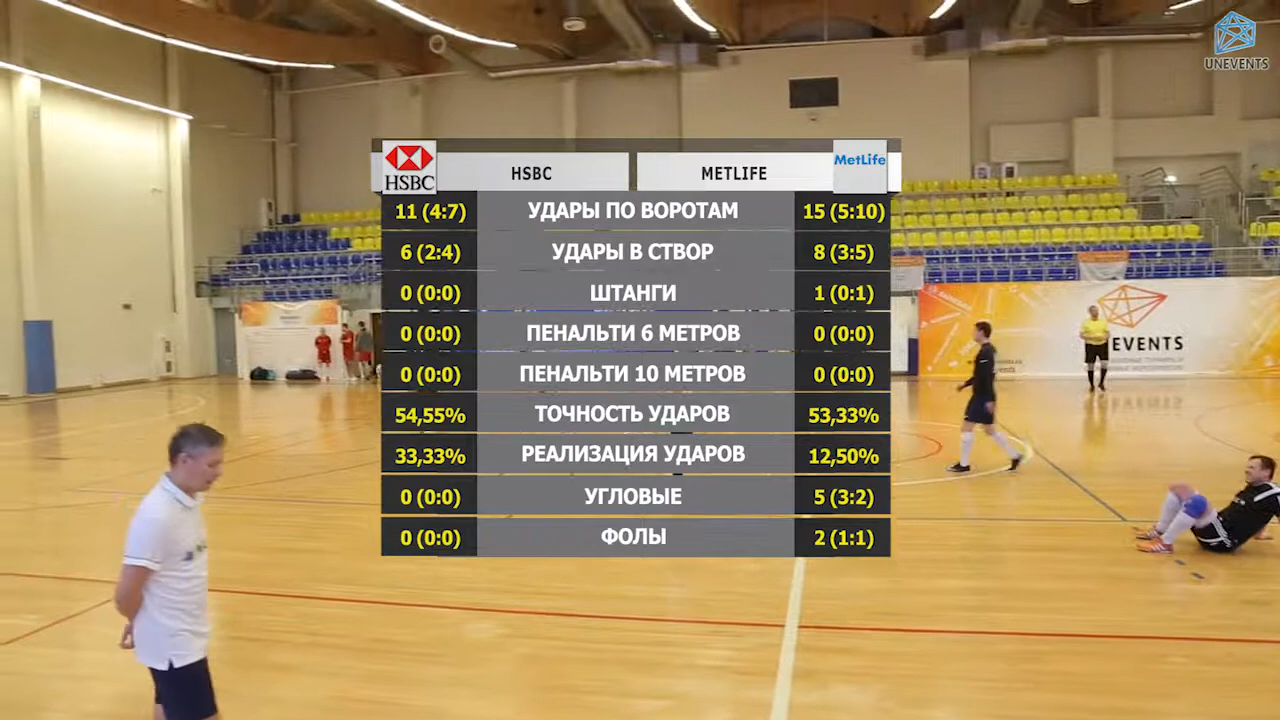 UNEVENTS
HSBC HSBC METLIFE MetLife
11 (4:7) УДАРЫ ПО ВОРОТАМ 15 (5:10)
6 (2:4) УДАРЫ В СТВОР 8 (3:5)
0 (0:0) ШТАНГИ 1 (0:1)
0 (0:0) ПЕНАЛЬТИ 6 МЕТРОВ 0 (0:0)
0 (0:0) ПЕНАЛЬТИ 10 МЕТРОВ 0 (0:0)
54,55% ТОЧНОСТЬ УДАРОВ 53,33%
33,33% РЕАЛИЗАЦИЯ УДАРОВ 12,50%
0 (0:0) УГЛОВЫЕ 5 (3:2)
0 (0:0) ФОЛЫ 2 (1:1)
EVENTS